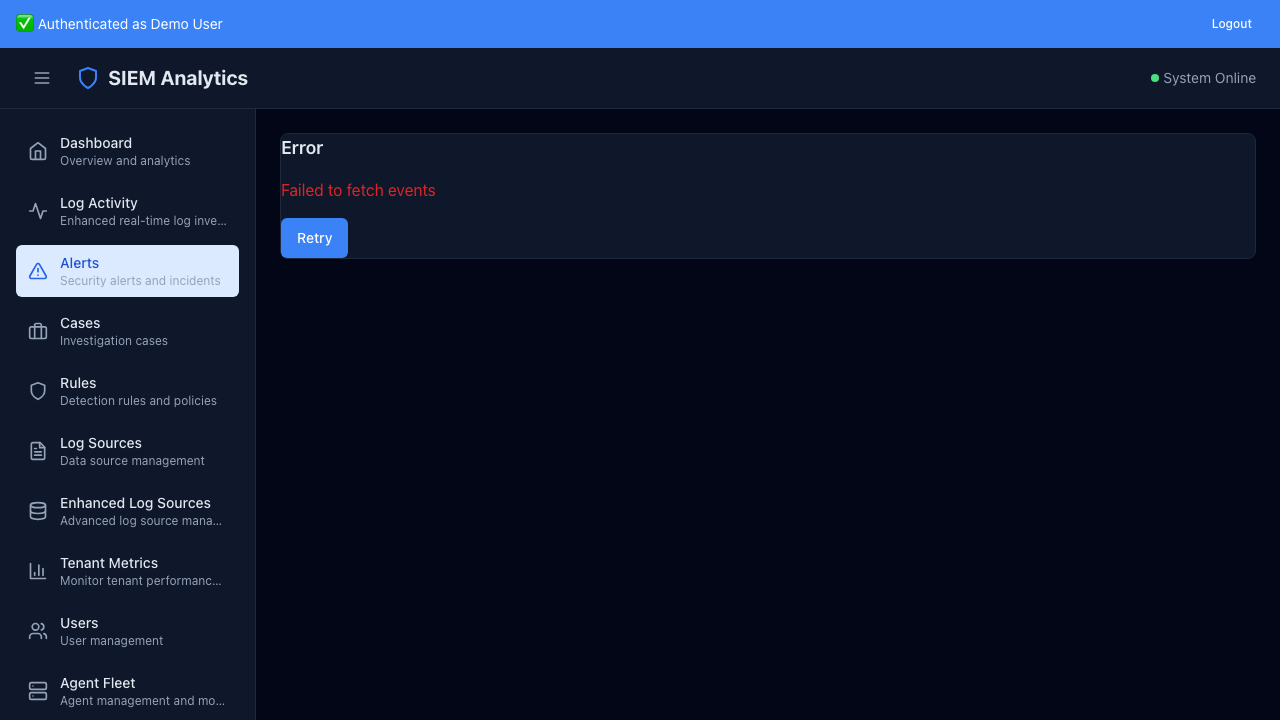 ✅ Authenticated as Demo User
Logout
SIEM Analytics
System Online
Dashboard
Overview and analytics
Log Activity
Enhanced real-time log inve...
Alerts
Security alerts and incidents
Cases
Investigation cases
Rules
Detection rules and policies
Log Sources
Data source management
Enhanced Log Sources
Advanced log source mana...
Tenant Metrics
Monitor tenant performanc...
Users
User management
Agent Fleet
Agent management and mo...
Error
Failed to fetch events
Retry